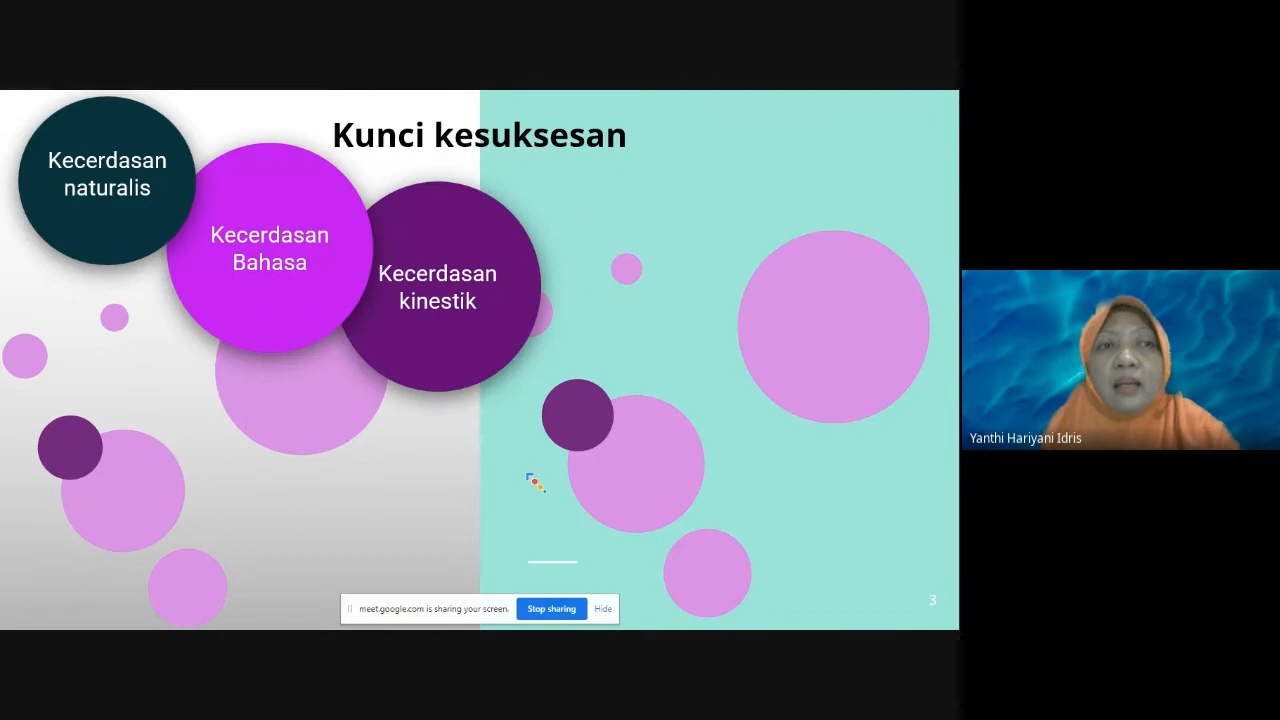 Kunci kesuksesan
Kecerdasan
naturalis
Kecerdasan
Bahasa
Kecerdasan
kinestik
Yanthi Hariyani Idris
meet.google.com is sharing your screen.
Stop sharing
Hide
3